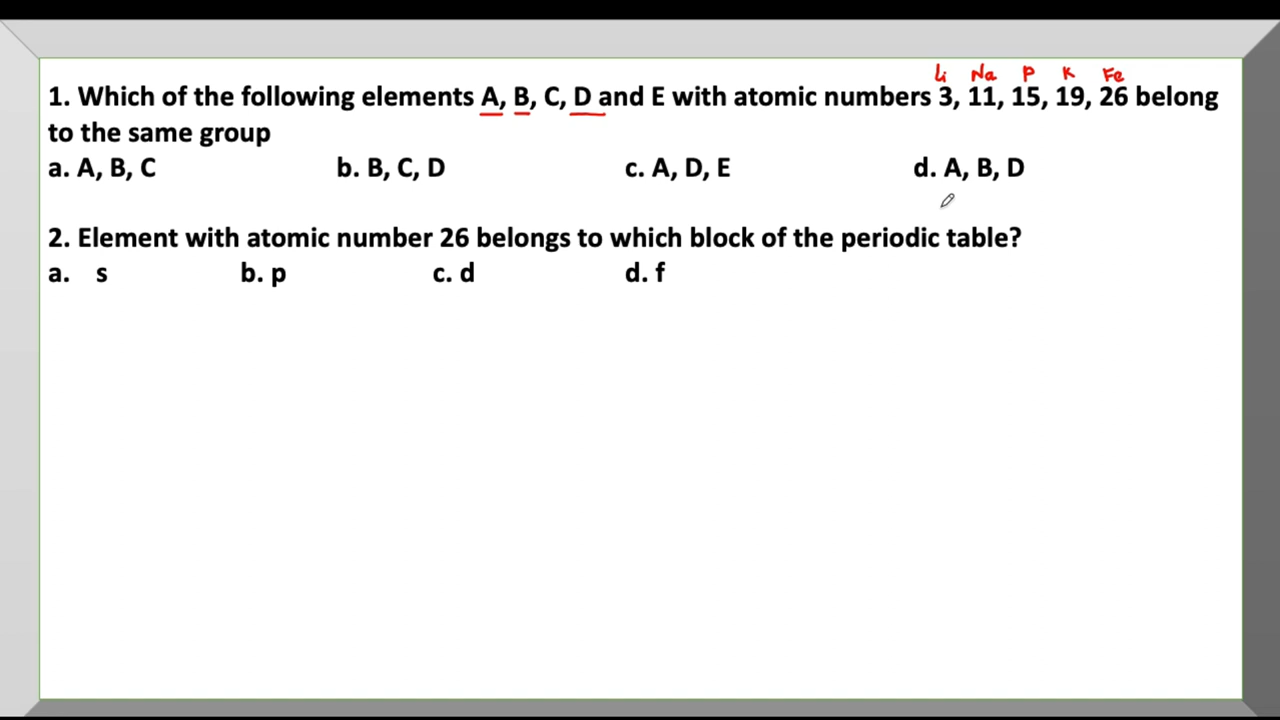 Li Na P K Fe
1. Which of the following elements A, B, C, D and E with atomic numbers 3, 11, 15, 19, 26 belong
to the same group
a. A, B, C b. B, C, D c. A, D, E d. A, B, D
2. Element with atomic number 26 belongs to which block of the periodic table?
a. s b. p c. d d. f